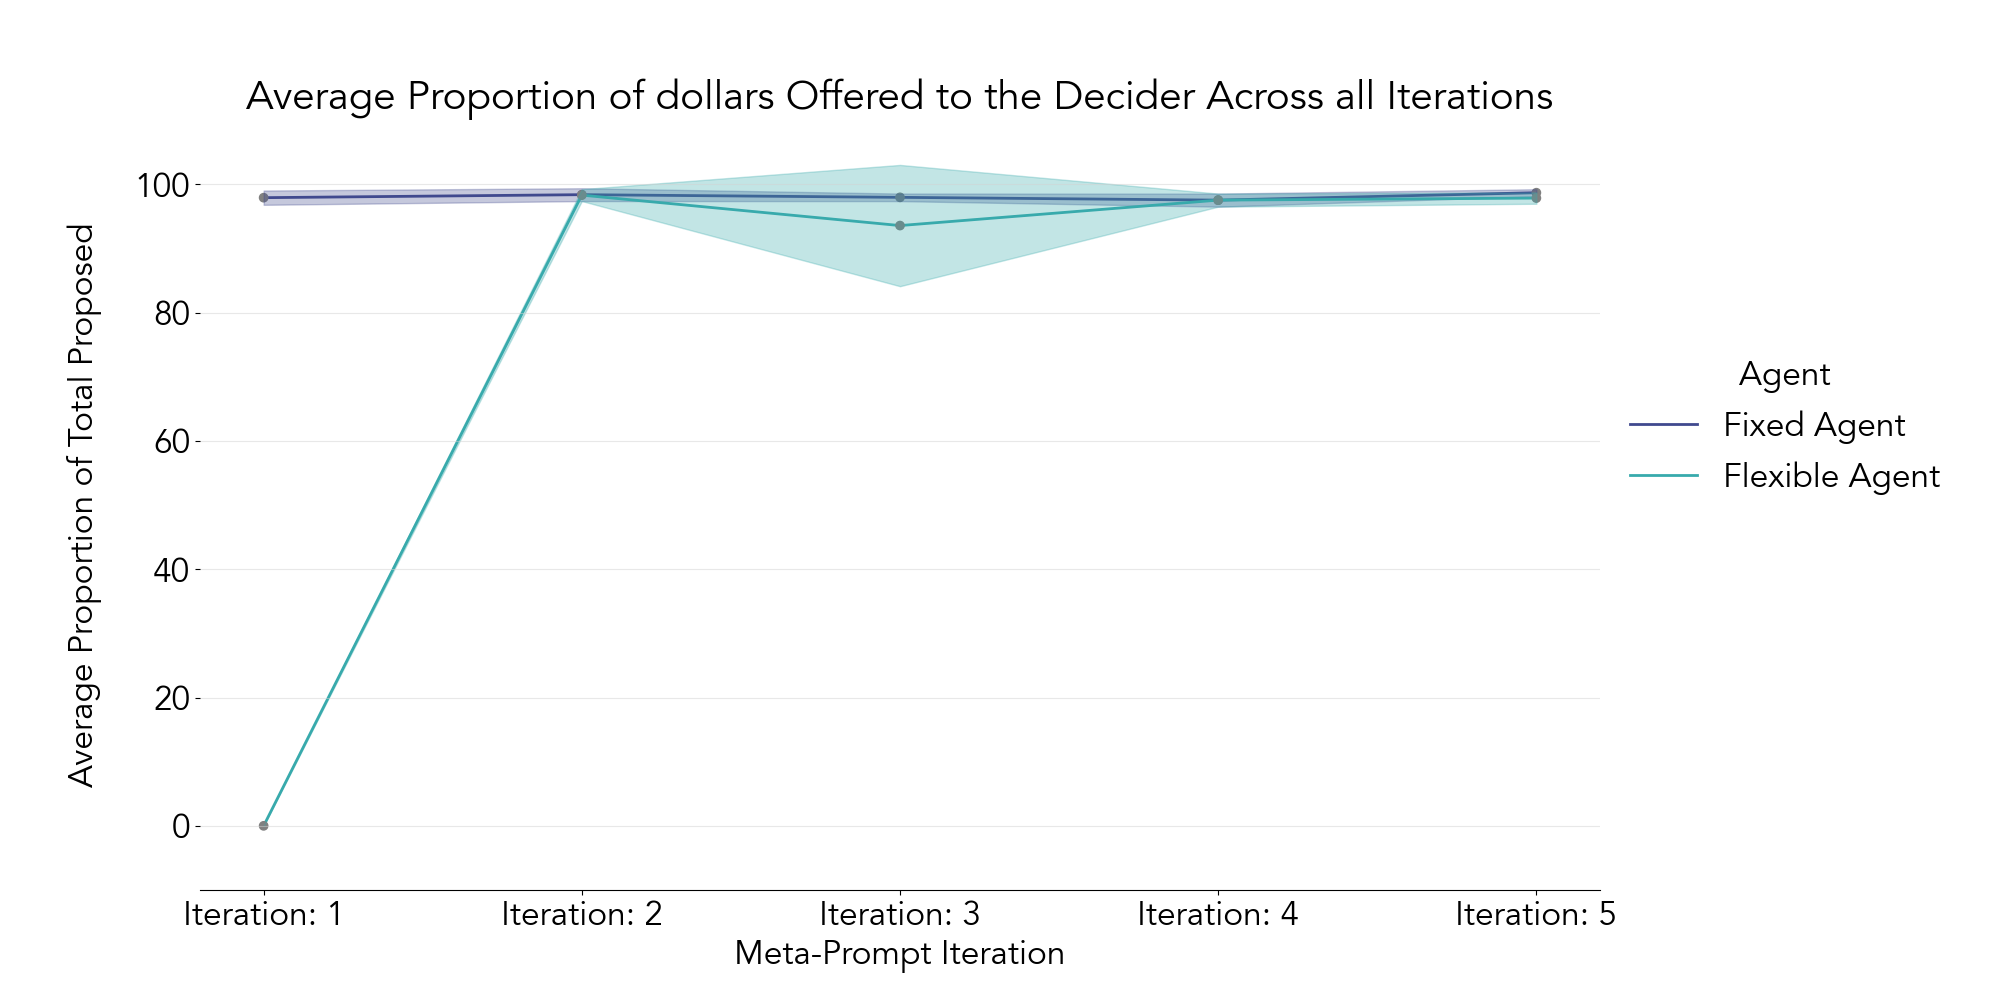 Average Proportion of dollars Offered to the Decider Across all Iterations
Average Proportion of Total Proposed
100
80
60
40
20
0
Iteration: 1
Iteration: 2
Iteration: 3
Iteration: 4
Iteration: 5
Meta-Prompt Iteration
Agent
Fixed Agent
Flexible Agent